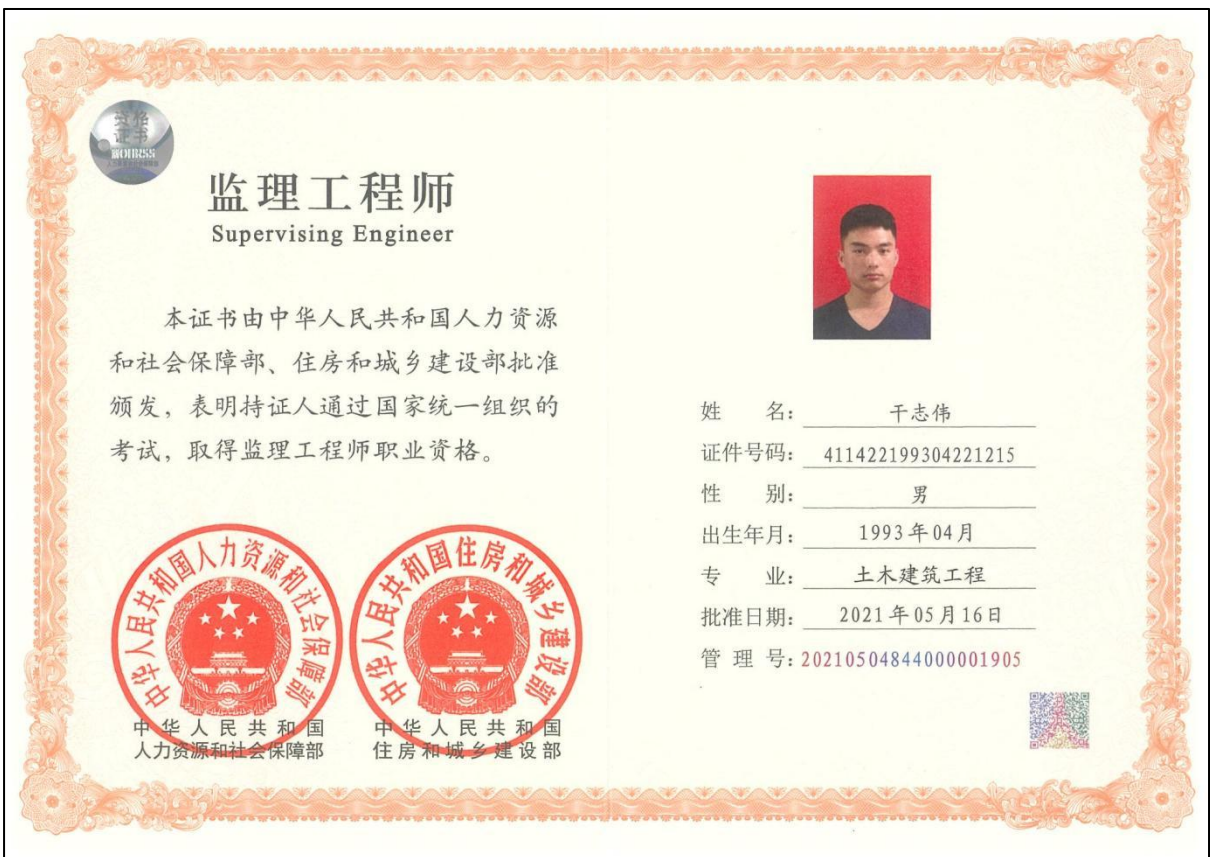 资格
证书
监理工程师
Supervising Engineer
本证书由中华人民共和国人力资源
和社会保障部、住房和城乡建设部批准
颁发，表明持证人通过国家统一组织的
考试，取得监理工程师职业资格。
中华人民共和国人力资源和社会保障部
中华人民共和国住房和城乡建设部
中华人民共和国
人力资源和社会保障部
中华人民共和国
住房和城乡建设部
姓 名： 干志伟
证件号码： 411422199304221215
性 别： 男
出生年月： 1993年04月
专 业： 土木建筑工程
批准日期： 2021年05月16日
管 理 号：20210504844000001905